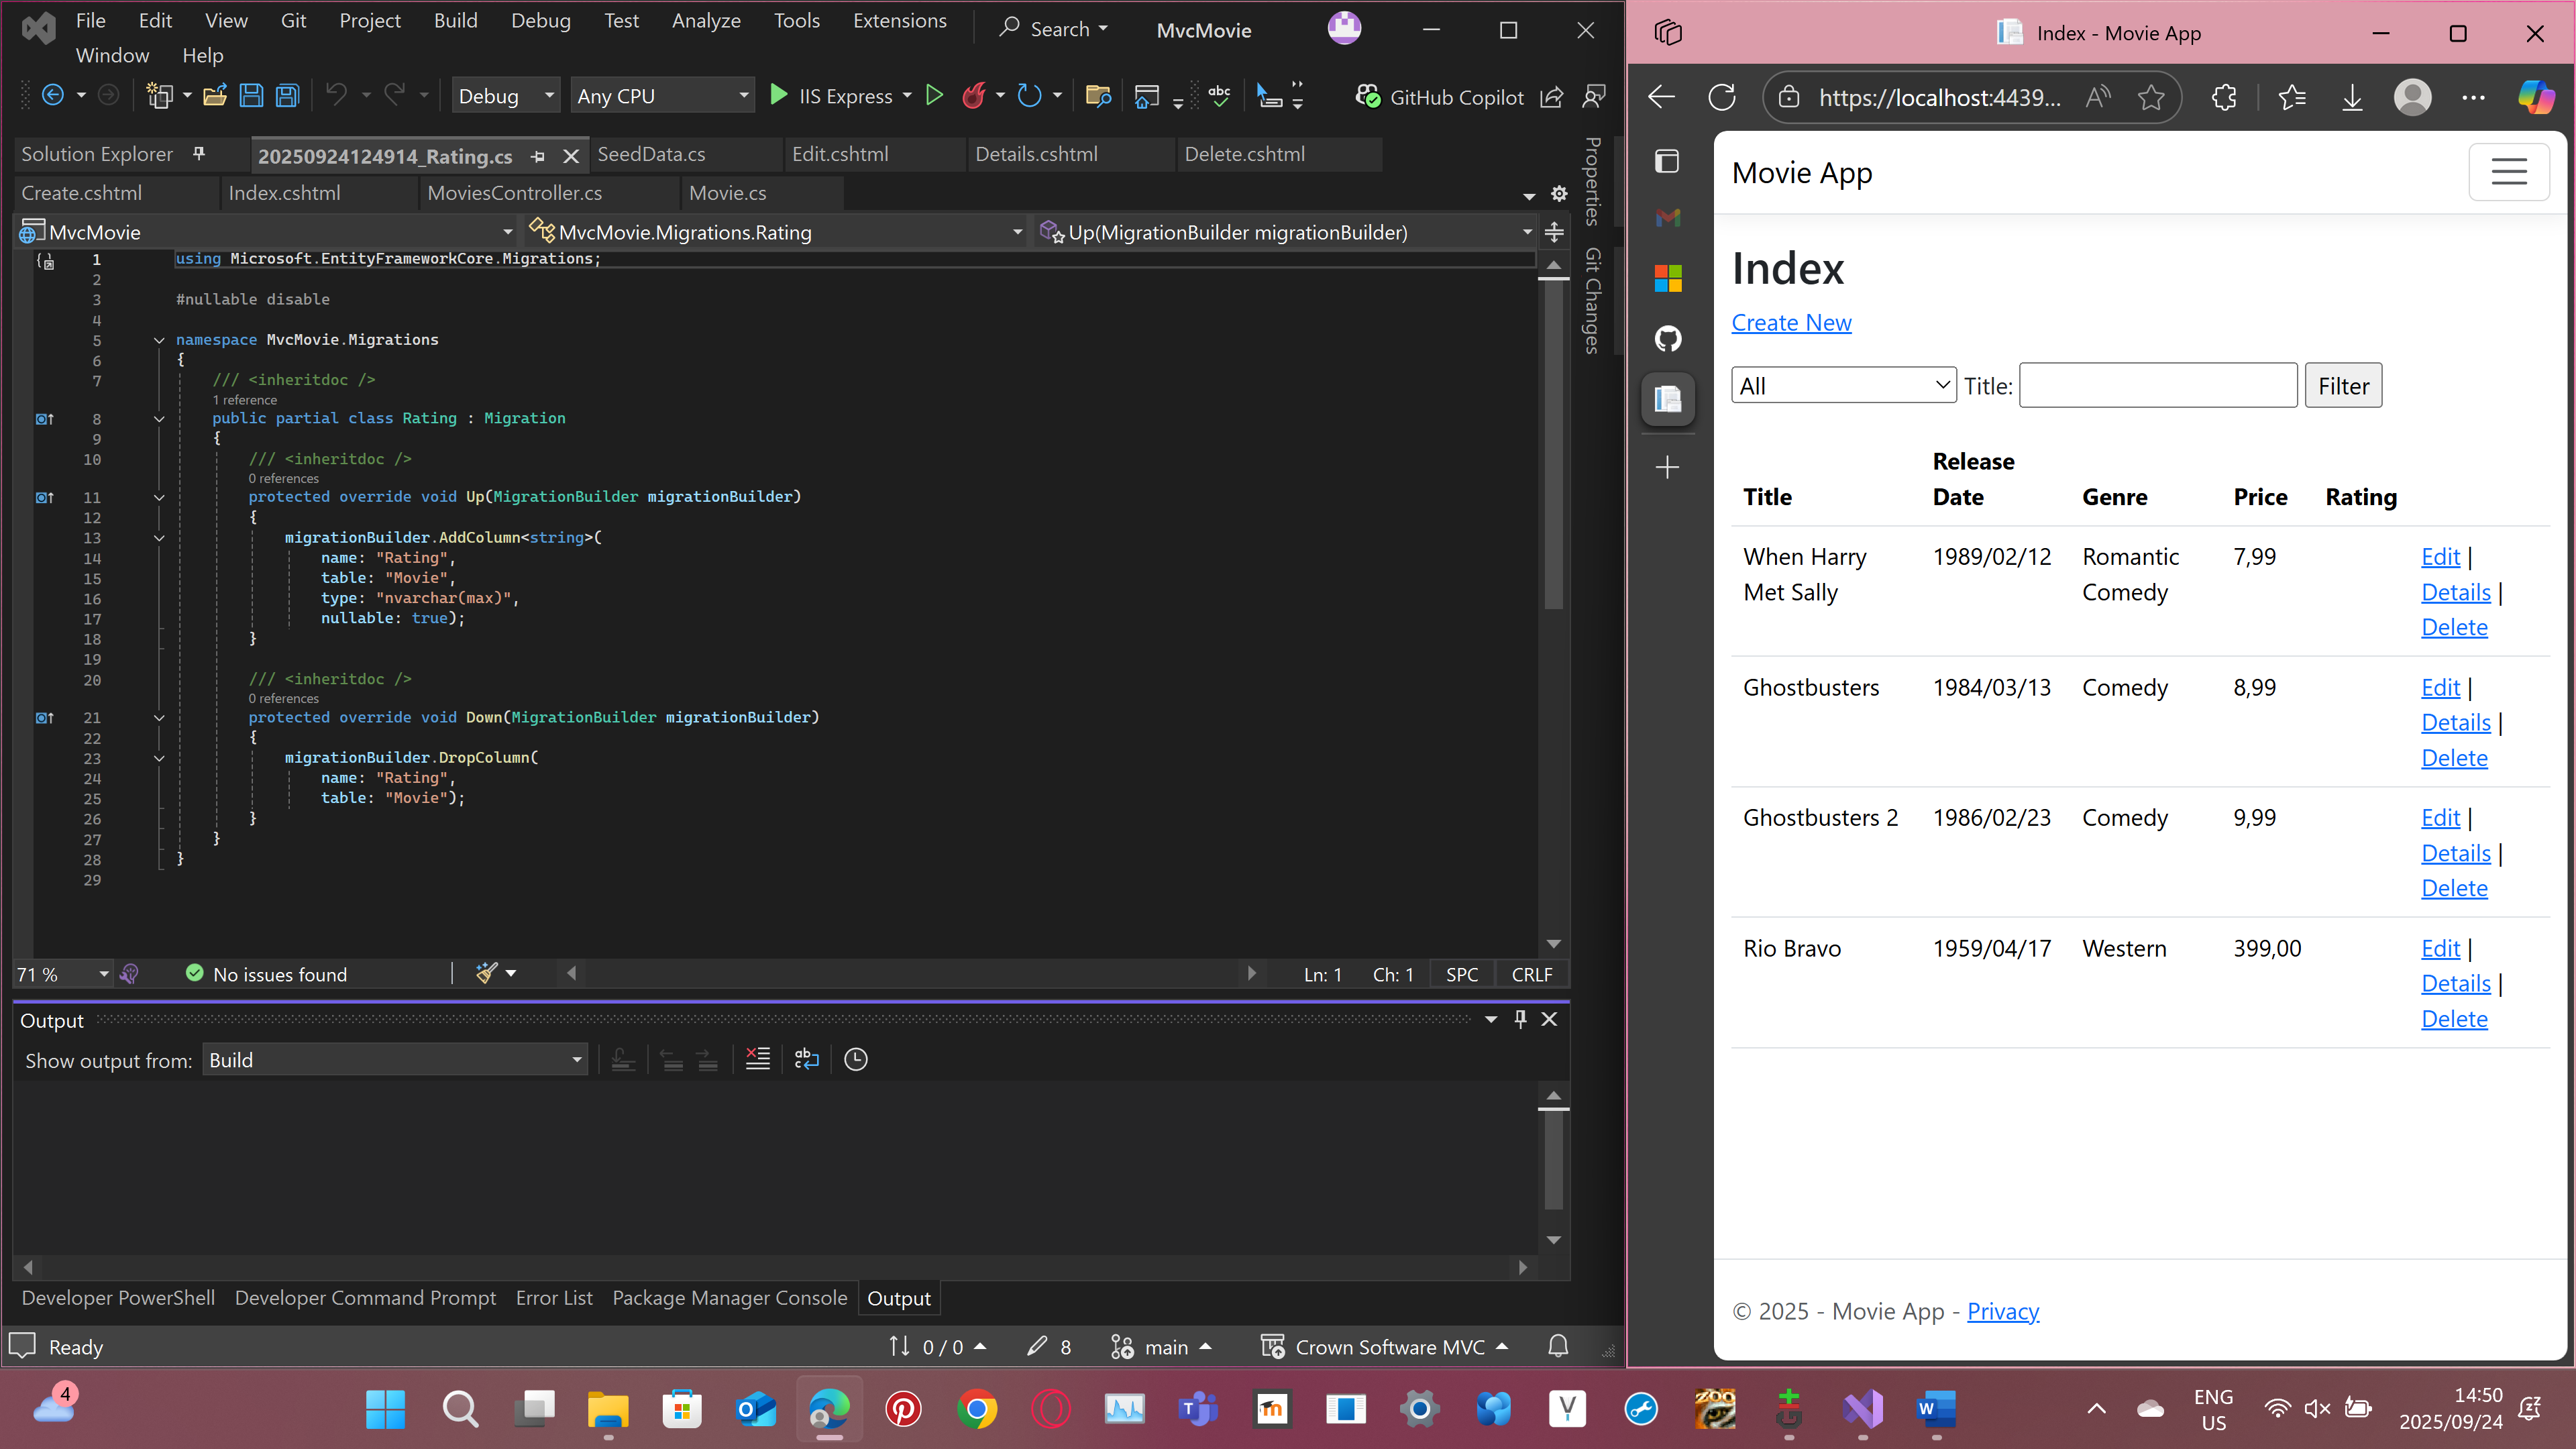 File Edit View Git Project Build Debug Test Analyze Tools Extensions Search MvcMovie
Window Help
Debug Any CPU IIS Express abc GitHub Copilot
Solution Explorer 20250924124914_Rating.cs SeedData.cs Edit.cshtml Details.cshtml Delete.cshtml
Create.cshtml Index.cshtml MoviesController.cs Movie.cs
MvcMovie MvcMovie.Migrations.Rating Up(MigrationBuilder migrationBuilder)
1 using Microsoft.EntityFrameworkCore.Migrations;
2
3 #nullable disable
4
5 namespace MvcMovie.Migrations
6 {
7 /// <inheritdoc />
1 reference
8 public partial class Rating : Migration
9 {
10 /// <inheritdoc />
0 references
11 protected override void Up(MigrationBuilder migrationBuilder)
12 {
13 migrationBuilder.AddColumn<string>(
14 name: "Rating",
15 table: "Movie",
16 type: "nvarchar(max)",
17 nullable: true);
18 }
19
20 /// <inheritdoc />
0 references
21 protected override void Down(MigrationBuilder migrationBuilder)
22 {
23 migrationBuilder.DropColumn(
24 name: "Rating",
25 table: "Movie");
26 }
27 }
28 }
29
Properties
Git Changes
71 % No issues found Ln: 1 Ch: 1 SPC CRLF
Output
Show output from: Build
Developer PowerShell Developer Command Prompt Error List Package Manager Console Output
Ready 0 / 0 8 main Crown Software MVC
Index - Movie App
https://localhost:4439...
Movie App
Index
Create New
All Title: Filter
Title Release Date Genre Price Rating
When Harry Met Sally 1989/02/12 Romantic Comedy 7,99 Edit | Details | Delete
Ghostbusters 1984/03/13 Comedy 8,99 Edit | Details | Delete
Ghostbusters 2 1986/02/23 Comedy 9,99 Edit | Details | Delete
Rio Bravo 1959/04/17 Western 399,00 Edit | Details | Delete
© 2025 - Movie App - Privacy
4
ZOO
ENG
US
14:50
2025/09/24